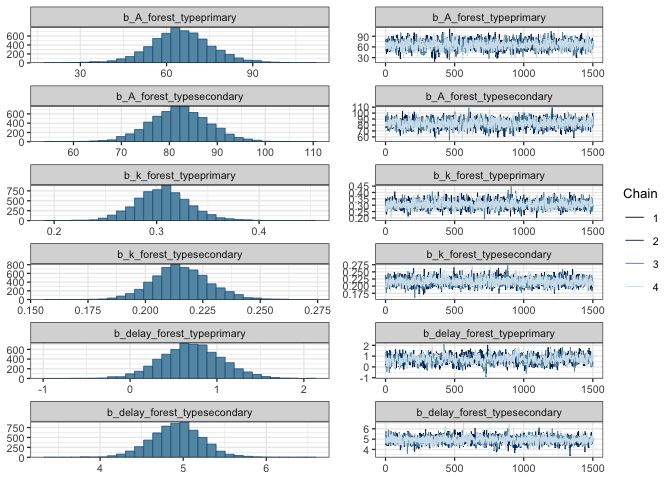 b_A_forest_typeprimary
600
400
200
0
30 60 90
b_A_forest_typeprimary
90
60
30
0 500 1000 1500
b_A_forest_typesecondary
600
400
200
0
60 70 80 90 100 110
b_A_forest_typesecondary
110
100
90
80
70
60
0 500 1000 1500
b_k_forest_typeprimary
750
500
250
0
0.2 0.3 0.4
b_k_forest_typeprimary
0.45
0.40
0.35
0.30
0.25
0.20
0 500 1000 1500
b_k_forest_typesecondary
800
600
400
200
0
0.150 0.175 0.200 0.225 0.250 0.275
b_k_forest_typesecondary
0.275
0.250
0.225
0.200
0.175
0 500 1000 1500
b_delay_forest_typeprimary
600
400
200
0
-1 0 1 2
b_delay_forest_typeprimary
2
1
0
-1
0 500 1000 1500
b_delay_forest_typesecondary
750
500
250
0
4 5 6
b_delay_forest_typesecondary
6
5
4
0 500 1000 1500
Chain
1
2
3
4